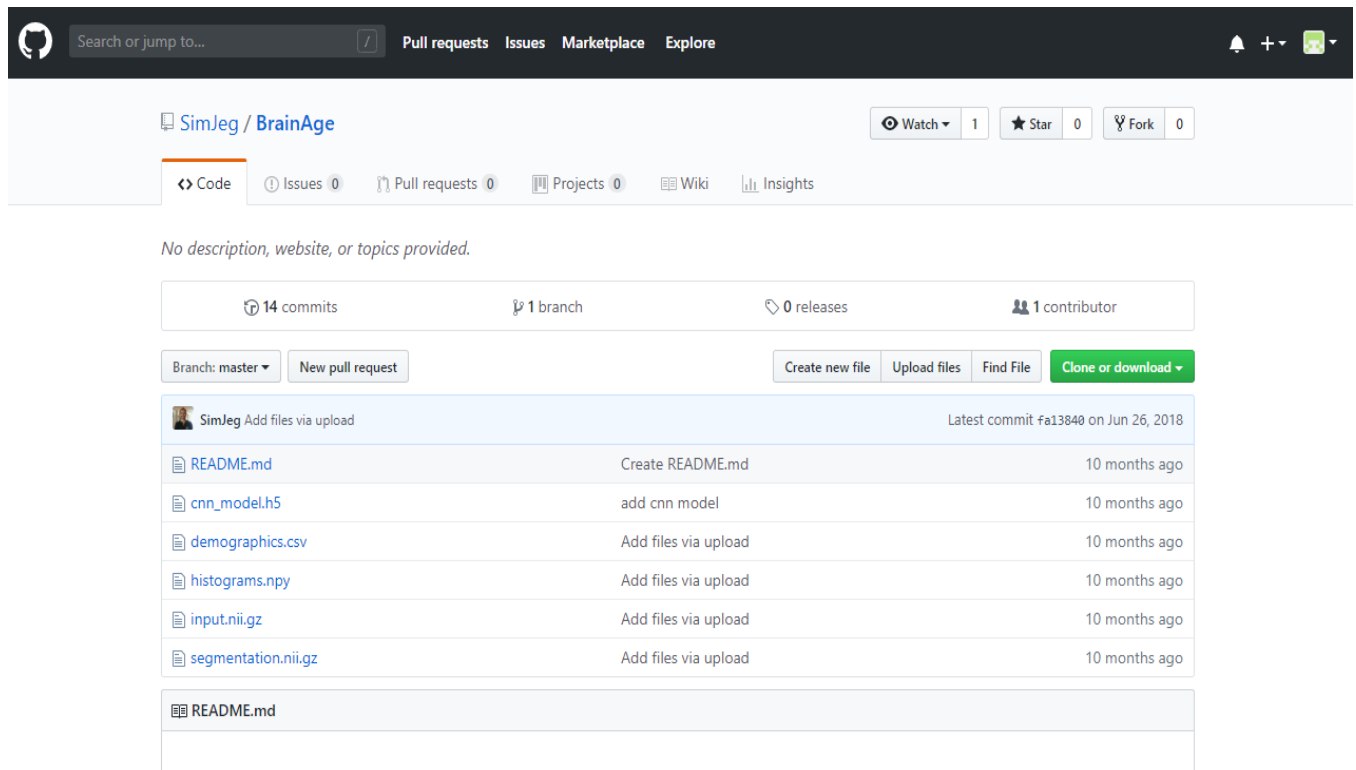 Search or jump to... /
Pull requests Issues Marketplace Explore
SimJeg / BrainAge
Watch 1 Star 0 Fork 0
Code Issues 0 Pull requests 0 Projects 0 Wiki Insights
No description, website, or topics provided.
14 commits 1 branch 0 releases 1 contributor
Branch: master New pull request Create new file Upload files Find File Clone or download
SimJeg Add files via upload Latest commit fa13840 on Jun 26, 2018
README.md Create README.md 10 months ago
cnn_model.h5 add cnn model 10 months ago
demographics.csv Add files via upload 10 months ago
histograms.npy Add files via upload 10 months ago
input.nii.gz Add files via upload 10 months ago
segmentation.nii.gz Add files via upload 10 months ago
README.md